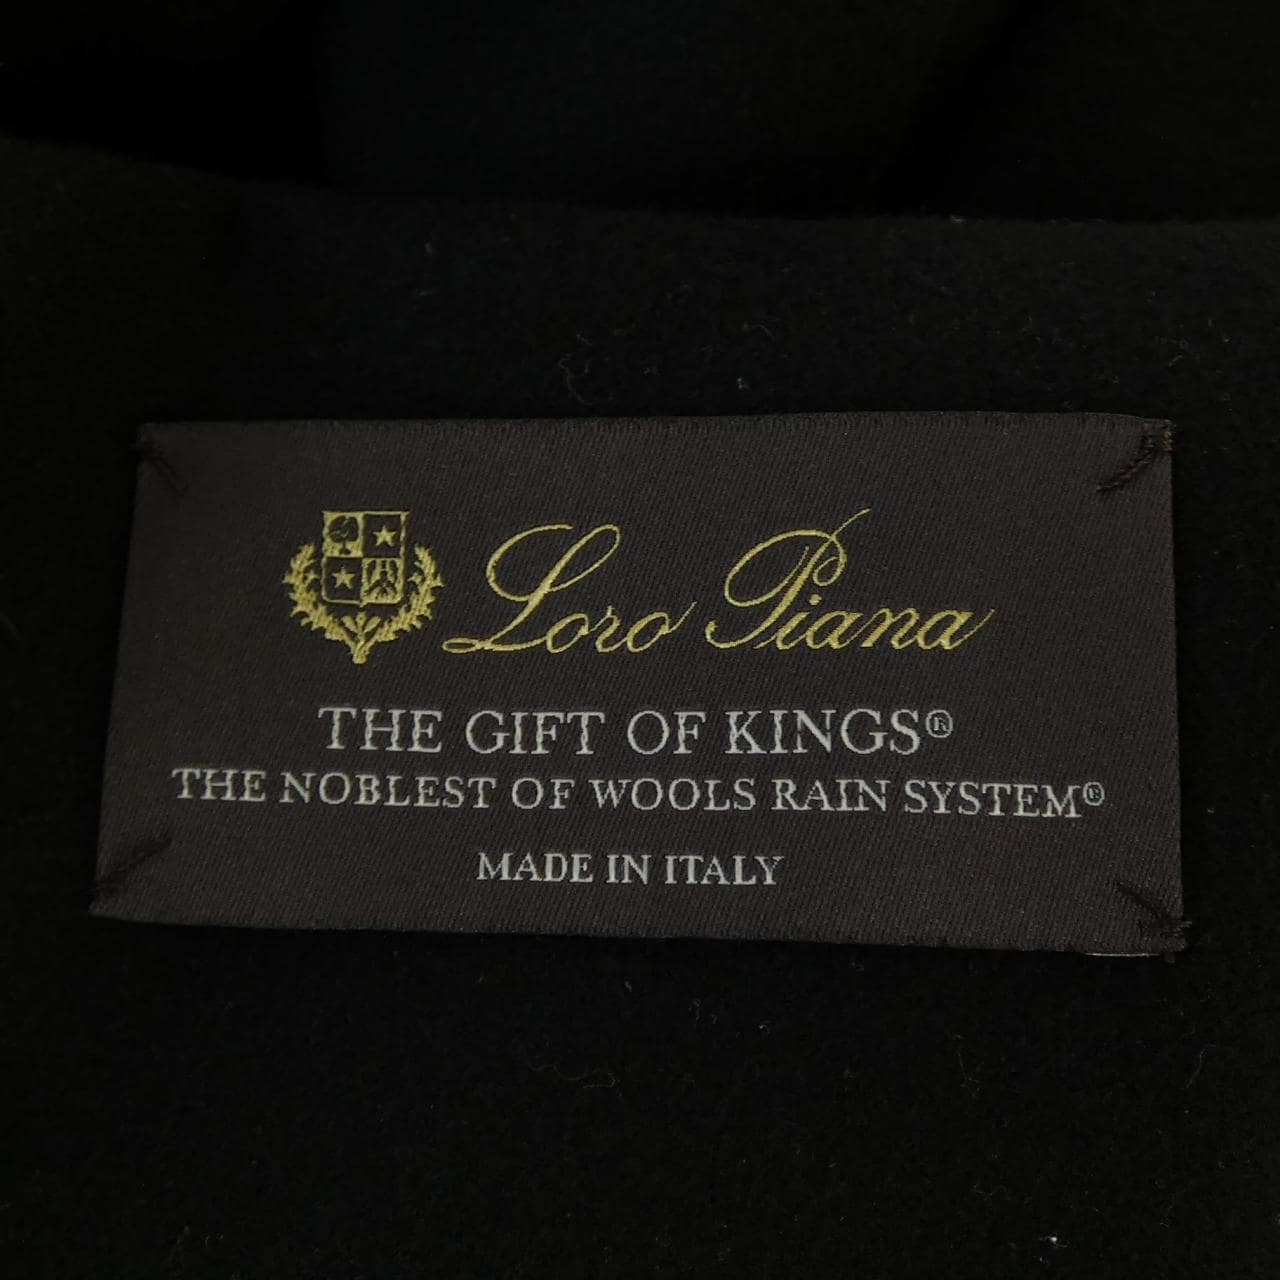 Loro Piana
THE GIFT OF KINGS®
THE NOBLEST OF WOOLS RAIN SYSTEM®
MADE IN ITALY